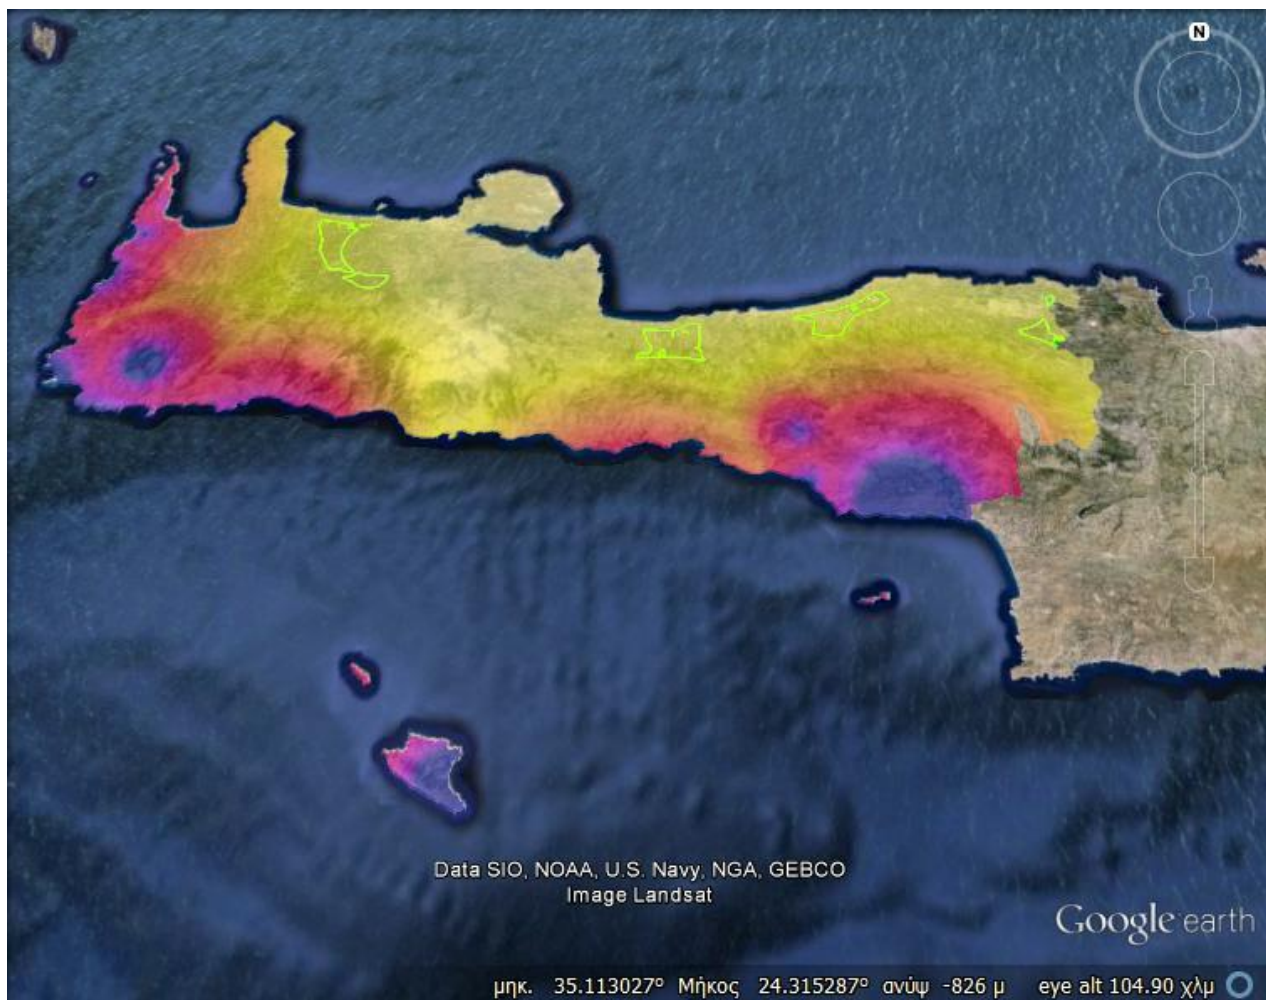 N
Data SIO, NOAA, U.S. Navy, NGA, GEBCO
Image Landsat
Google earth
μηκ. 35.113027° Μήκος 24.315287° ανύψ -826 μ eye alt 104.90 χλμ